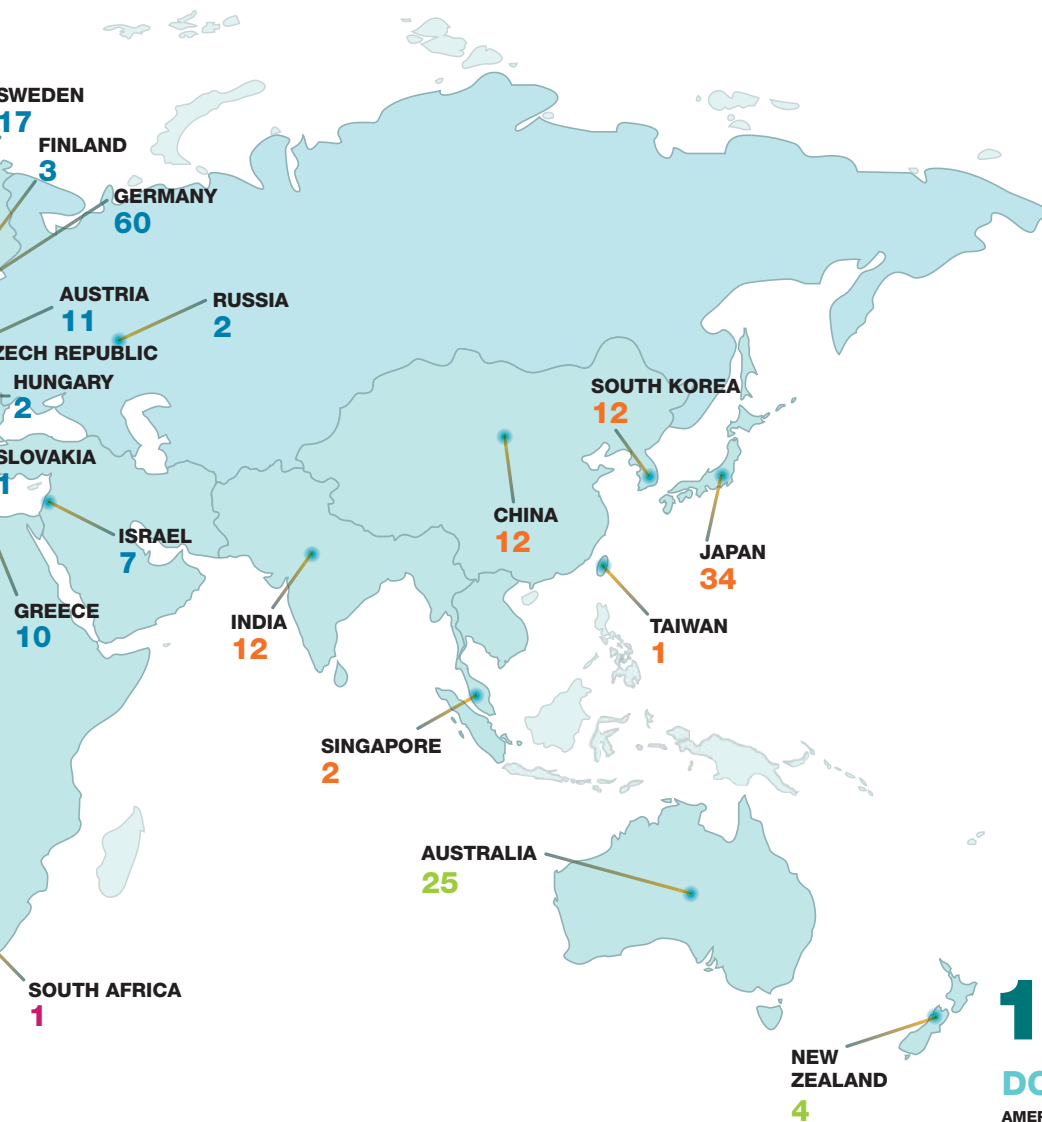 SWEDEN
17
FINLAND
3
GERMANY
60
AUSTRIA
11
RUSSIA
2
ZECH REPUBLIC
HUNGARY
2
SLOVAKIA
1
ISRAEL
7
GREECE
10
SOUTH KOREA
12
CHINA
12
JAPAN
34
TAIWAN
1
INDIA
12
SINGAPORE
2
AUSTRALIA
25
SOUTH AFRICA
1
NEW
ZEALAND
4
1
DO
AMER